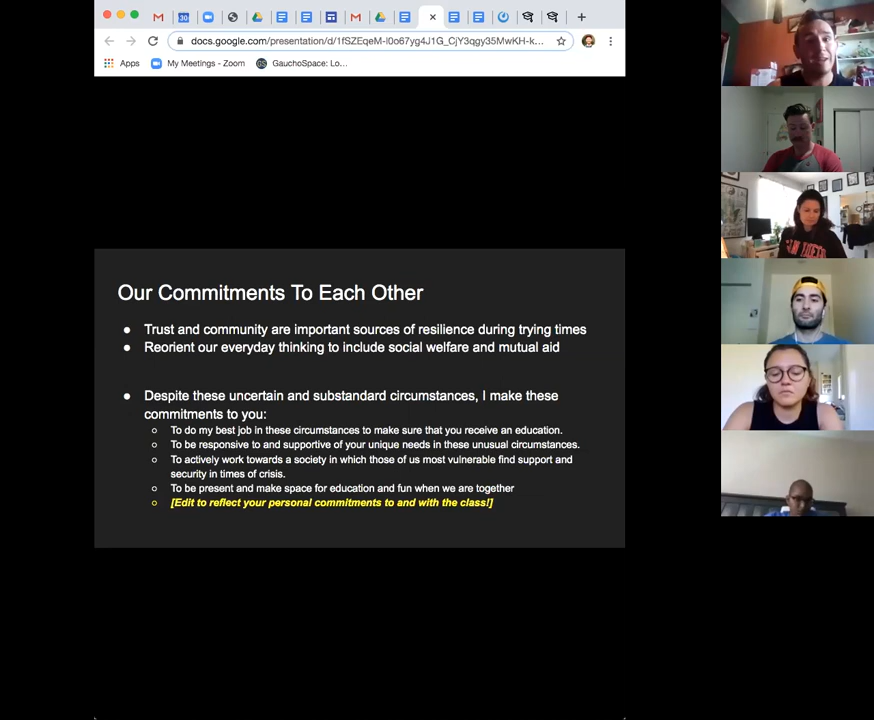 docs.google.com/presentation/d/1fSZEqeM-l0o67yg4J1G_CjY3qgy35MwKH-k...
Apps My Meetings - Zoom GauchoSpace: Lo...
Our Commitments To Each Other
● Trust and community are important sources of resilience during trying times
● Reorient our everyday thinking to include social welfare and mutual aid
● Despite these uncertain and substandard circumstances, I make these
commitments to you:
○ To do my best job in these circumstances to make sure that you receive an education.
○ To be responsive to and supportive of your unique needs in these unusual circumstances.
○ To actively work towards a society in which those of us most vulnerable find support and
security in times of crisis.
○ To be present and make space for education and fun when we are together
○ [Edit to reflect your personal commitments to and with the class!]